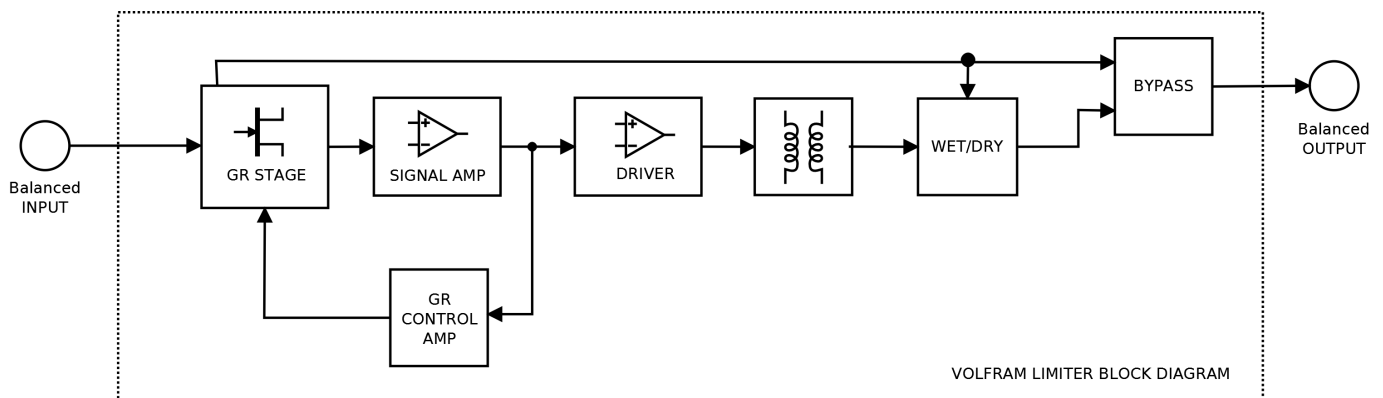 BYPASS
Balanced
INPUT
GR STAGE
SIGNAL AMP
DRIVER
WET/DRY
Balanced
OUTPUT
GR
CONTROL
AMP
VOLFRAM LIMITER BLOCK DIAGRAM